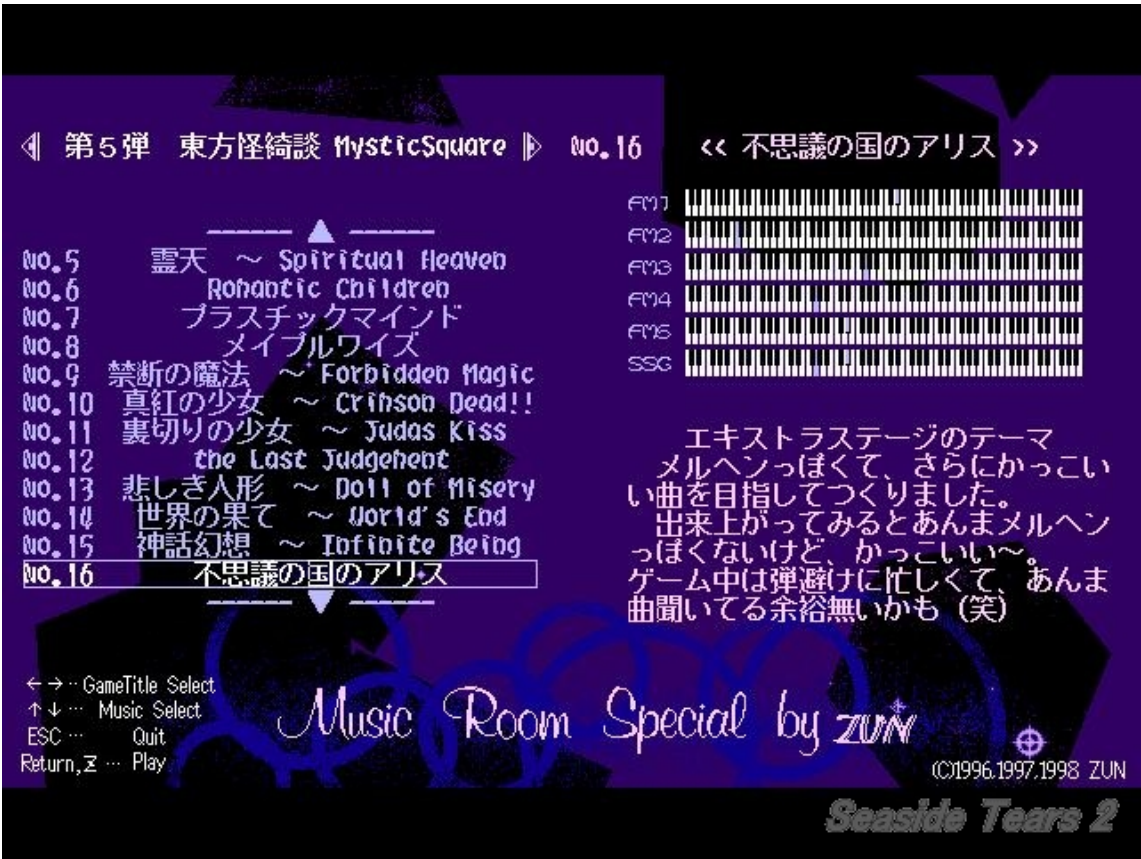 第5弾 東方怪綺談 MysticSquare
No.16 << 不思議の国のアリス >>
No.5 霊天 ～ Spiritual Heaven
No.6 Romantic Children
No.7 プラスチックマインド
No.8 メイプルワイズ
No.9 禁断の魔法 ～ Forbidden Magic
No.10 真紅の少女 ～ Crimson Dead!!
No.11 裏切りの少女 ～ Judas Kiss
No.12 the Last Judgement
No.13 悲しき人形 ～ Doll of Misery
No.14 世界の果て ～ World's End
No.15 神話幻想 ～ Infinite Being
No.16 不思議の国のアリス
FM1
FM2
FM3
FM4
FM5
SSG
エキストラステージのテーマ
メルヘンっぽくて、さらにかっこい
い曲を目指してつくりました。
出来上がってみるとあんまメルヘン
っぽくないけど、かっこいい～。
ゲーム中は弾避けに忙しくて、あんま
曲聞いてる余裕無いかも（笑）
←→‥GameTitle Select
↑↓… Music Select
ESC … Quit
Return,Z … Play
Music Room Special by ZUN
(C)1996,1997,1998 ZUN
Seaside Tears 2